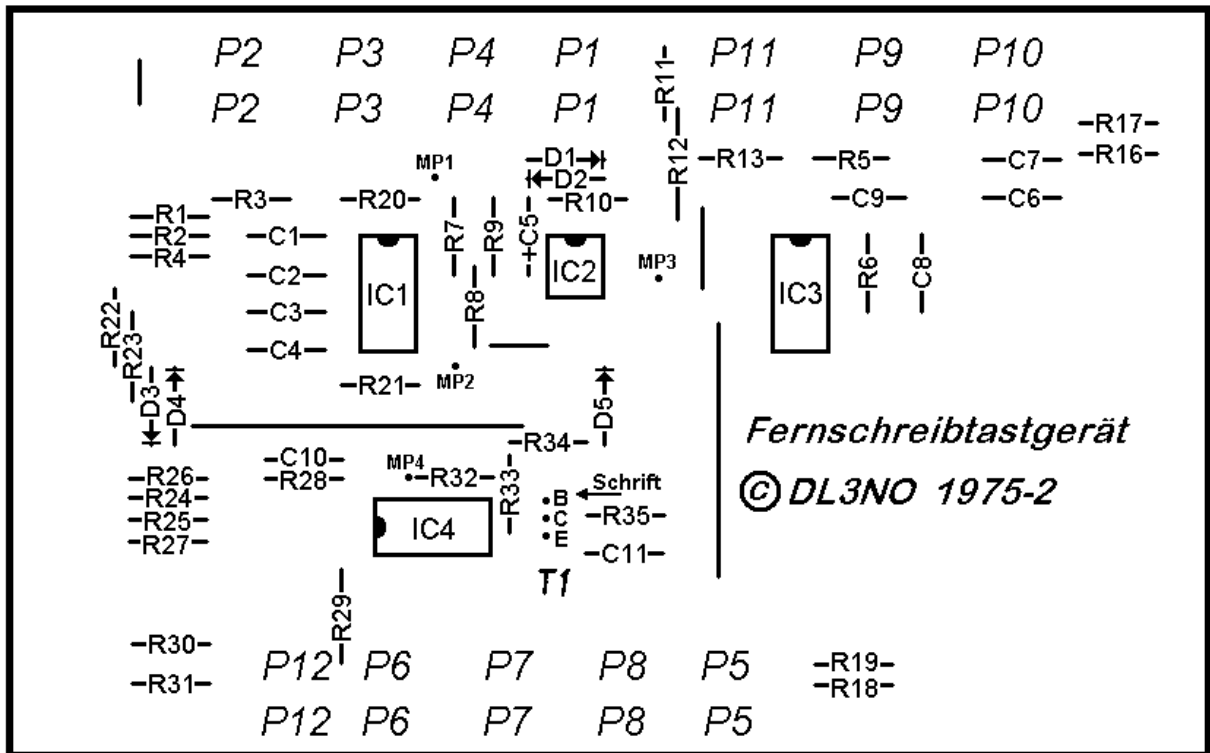 P2 P3 P4 P1 R11 P11 P9 P10
P2 P3 P4 P1 P11 P9 P10
R17
R12 R16
D1 R13 R5 C7
MP1 D2
R3 R20 R10 C9 C6
R1
R2 C1 R7 R9 +C5
R4 MP3 R6 C8
C2 IC1 IC2 IC3
R8
R22 C3
R23 C4
MP2
R21
D3 D4 D5
R34 Fernschreibtastgerät
C10
R26 R28 MP4 R32 R33 Schrift
R24 B © DL3NO 1975-2
R25 C R35
IC4
R27 E
C11
T1
R29
R30
P12 P6 P7 P8 P5 R19
R31 R18
P12 P6 P7 P8 P5